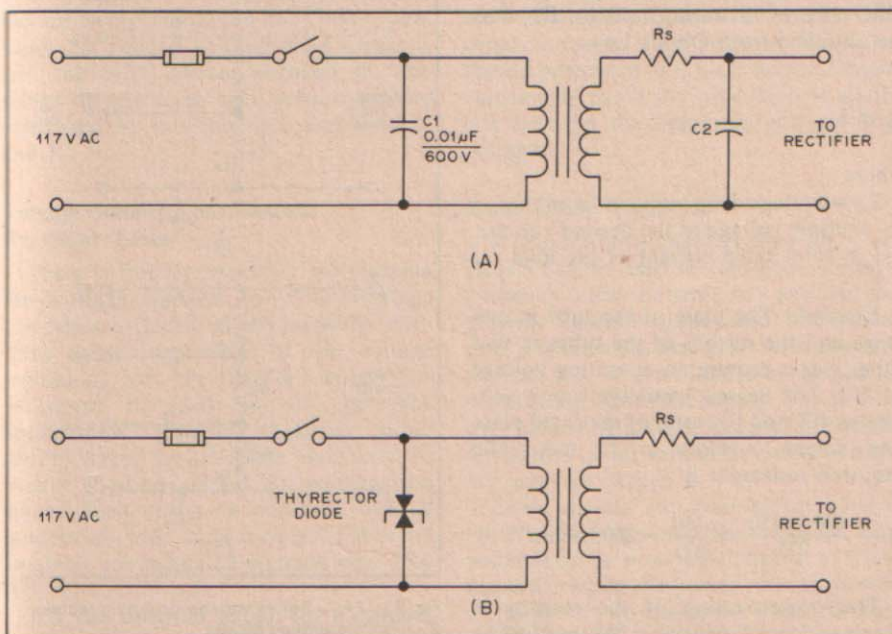 117 V AC
C1
0.01µF
600 V
Rs
C2
TO
RECTIFIER
(A)
117 V AC
THYRECTOR
DIODE
Rs
TO
RECTIFIER
(B)